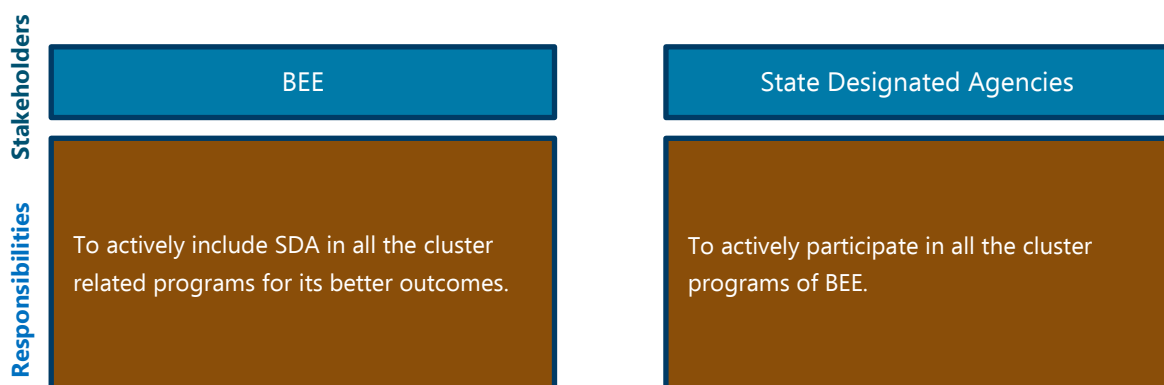 Stakeholders
BEE
State Designated Agencies
Responsibilities
To actively include SDA in all the cluster
related programs for its better outcomes.
To actively participate in all the cluster
programs of BEE.